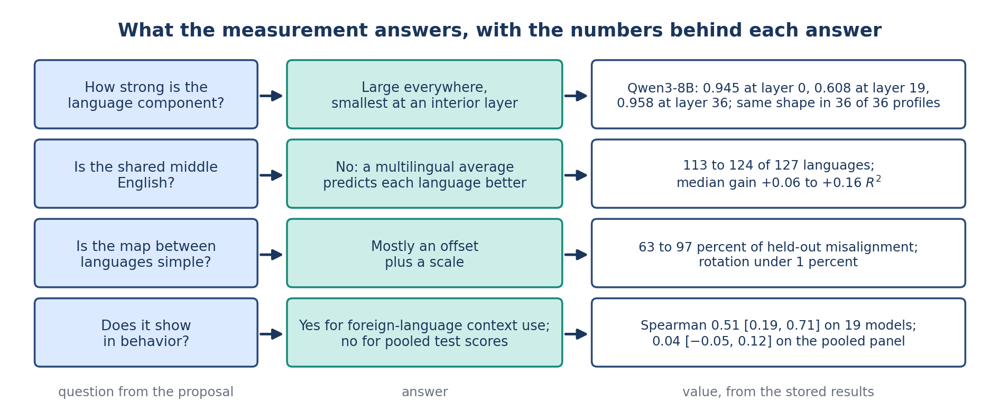 What the measurement answers, with the numbers behind each answer
How strong is the
language component?
Large everywhere,
smallest at an interior layer
Qwen3-8B: 0.945 at layer 0, 0.608 at layer 19,
0.958 at layer 36; same shape in 36 of 36 profiles
Is the shared middle
English?
No: a multilingual average
predicts each language better
113 to 124 of 127 languages;
median gain +0.06 to +0.16 R²
Is the map between
languages simple?
Mostly an offset
plus a scale
63 to 97 percent of held-out misalignment;
rotation under 1 percent
Does it show
in behavior?
Yes for foreign-language context use;
no for pooled test scores
Spearman 0.51 [0.19, 0.71] on 19 models;
0.04 [−0.05, 0.12] on the pooled panel
question from the proposal
answer
value, from the stored results